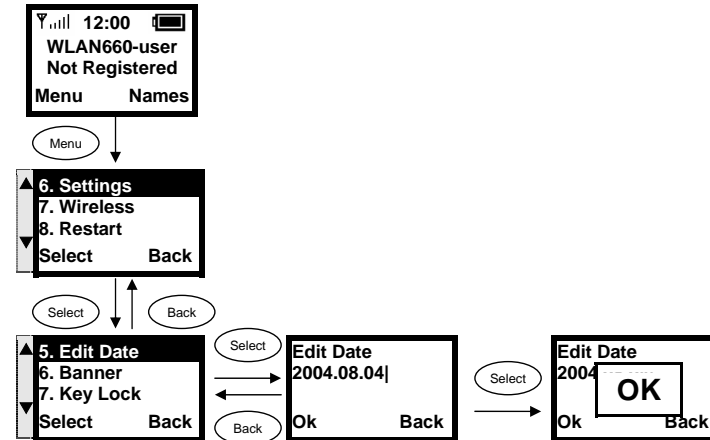 12:00
WLAN660-user
Not Registered
Menu Names
Menu
6. Settings
7. Wireless
8. Restart
Select Back
Select
Back
5. Edit Date
6. Banner
7. Key Lock
Select Back
Select
Back
Edit Date
2004.08.04|
Ok Back
Select
Edit Date
2004
OK
Ok Back